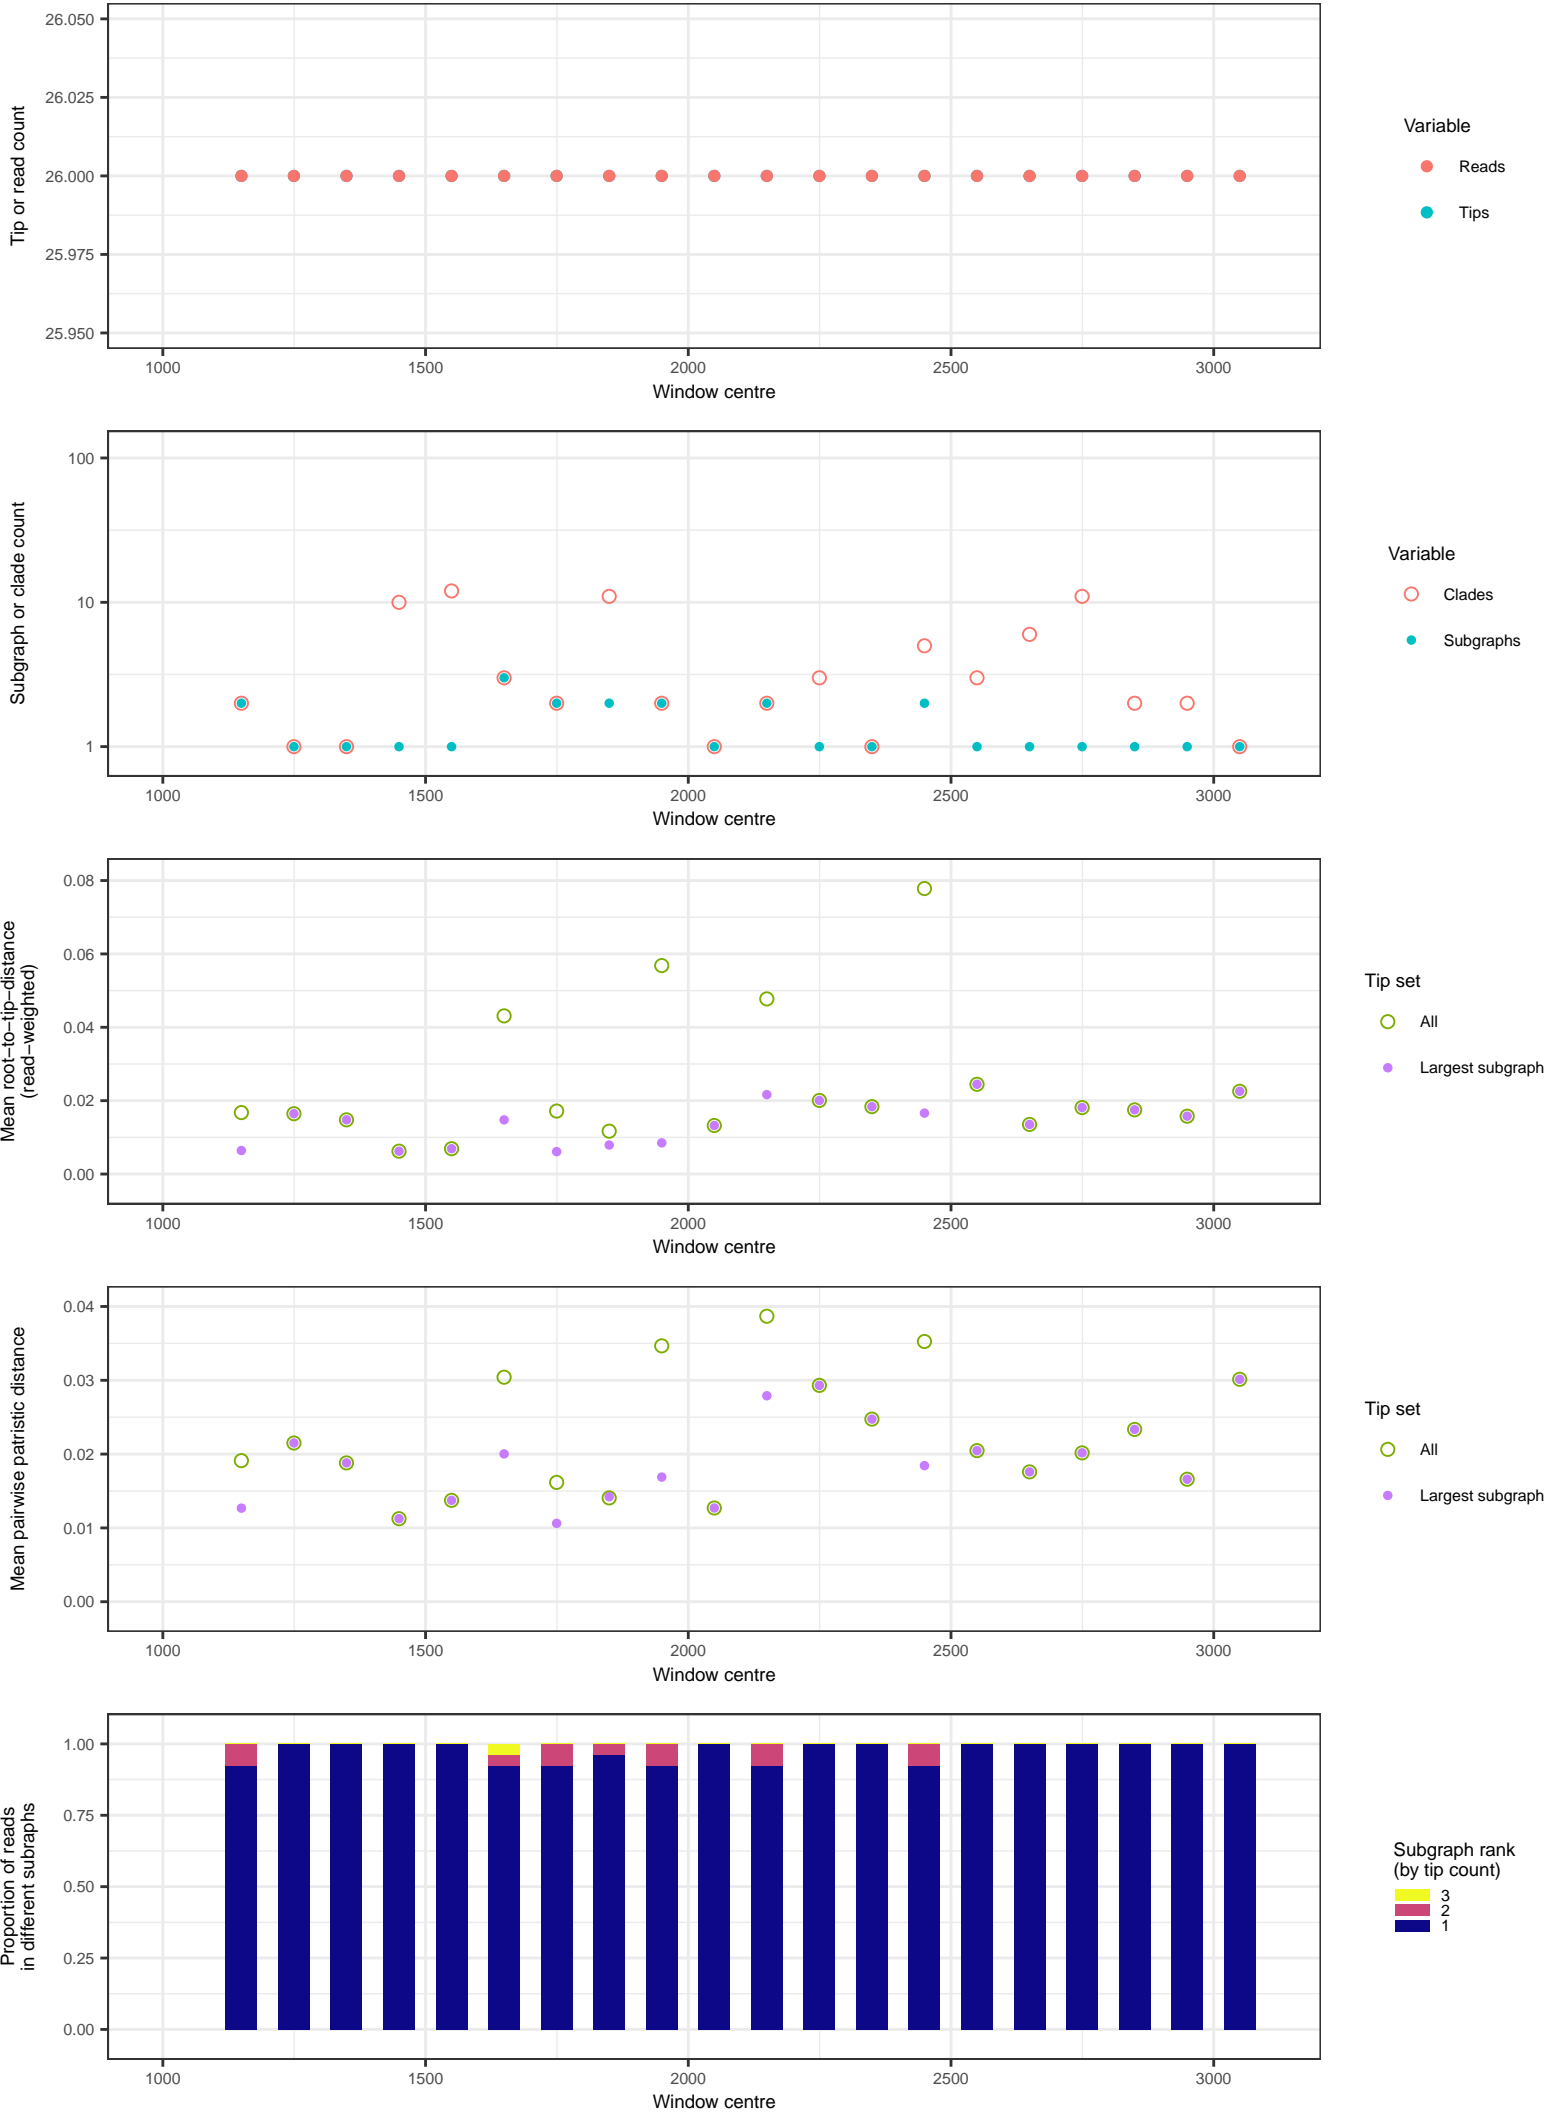 Tip or read count
26.050
26.025
26.000
25.975
25.950
1000 1500 2000 2500 3000
Window centre
Variable
Reads
Tips
Subgraph or clade count
100
10
1
1000 1500 2000 2500 3000
Window centre
Variable
Clades
Subgraphs
Mean root−to−tip−distance
(read−weighted)
0.08
0.06
0.04
0.02
0.00
1000 1500 2000 2500 3000
Window centre
Tip set
All
Largest subgraph
Mean pairwise patristic distance
0.04
0.03
0.02
0.01
0.00
1000 1500 2000 2500 3000
Window centre
Tip set
All
Largest subgraph
Proportion of reads
in different subraphs
1.00
0.75
0.50
0.25
0.00
1000 1500 2000 2500 3000
Window centre
Subgraph rank
(by tip count)
3
2
1